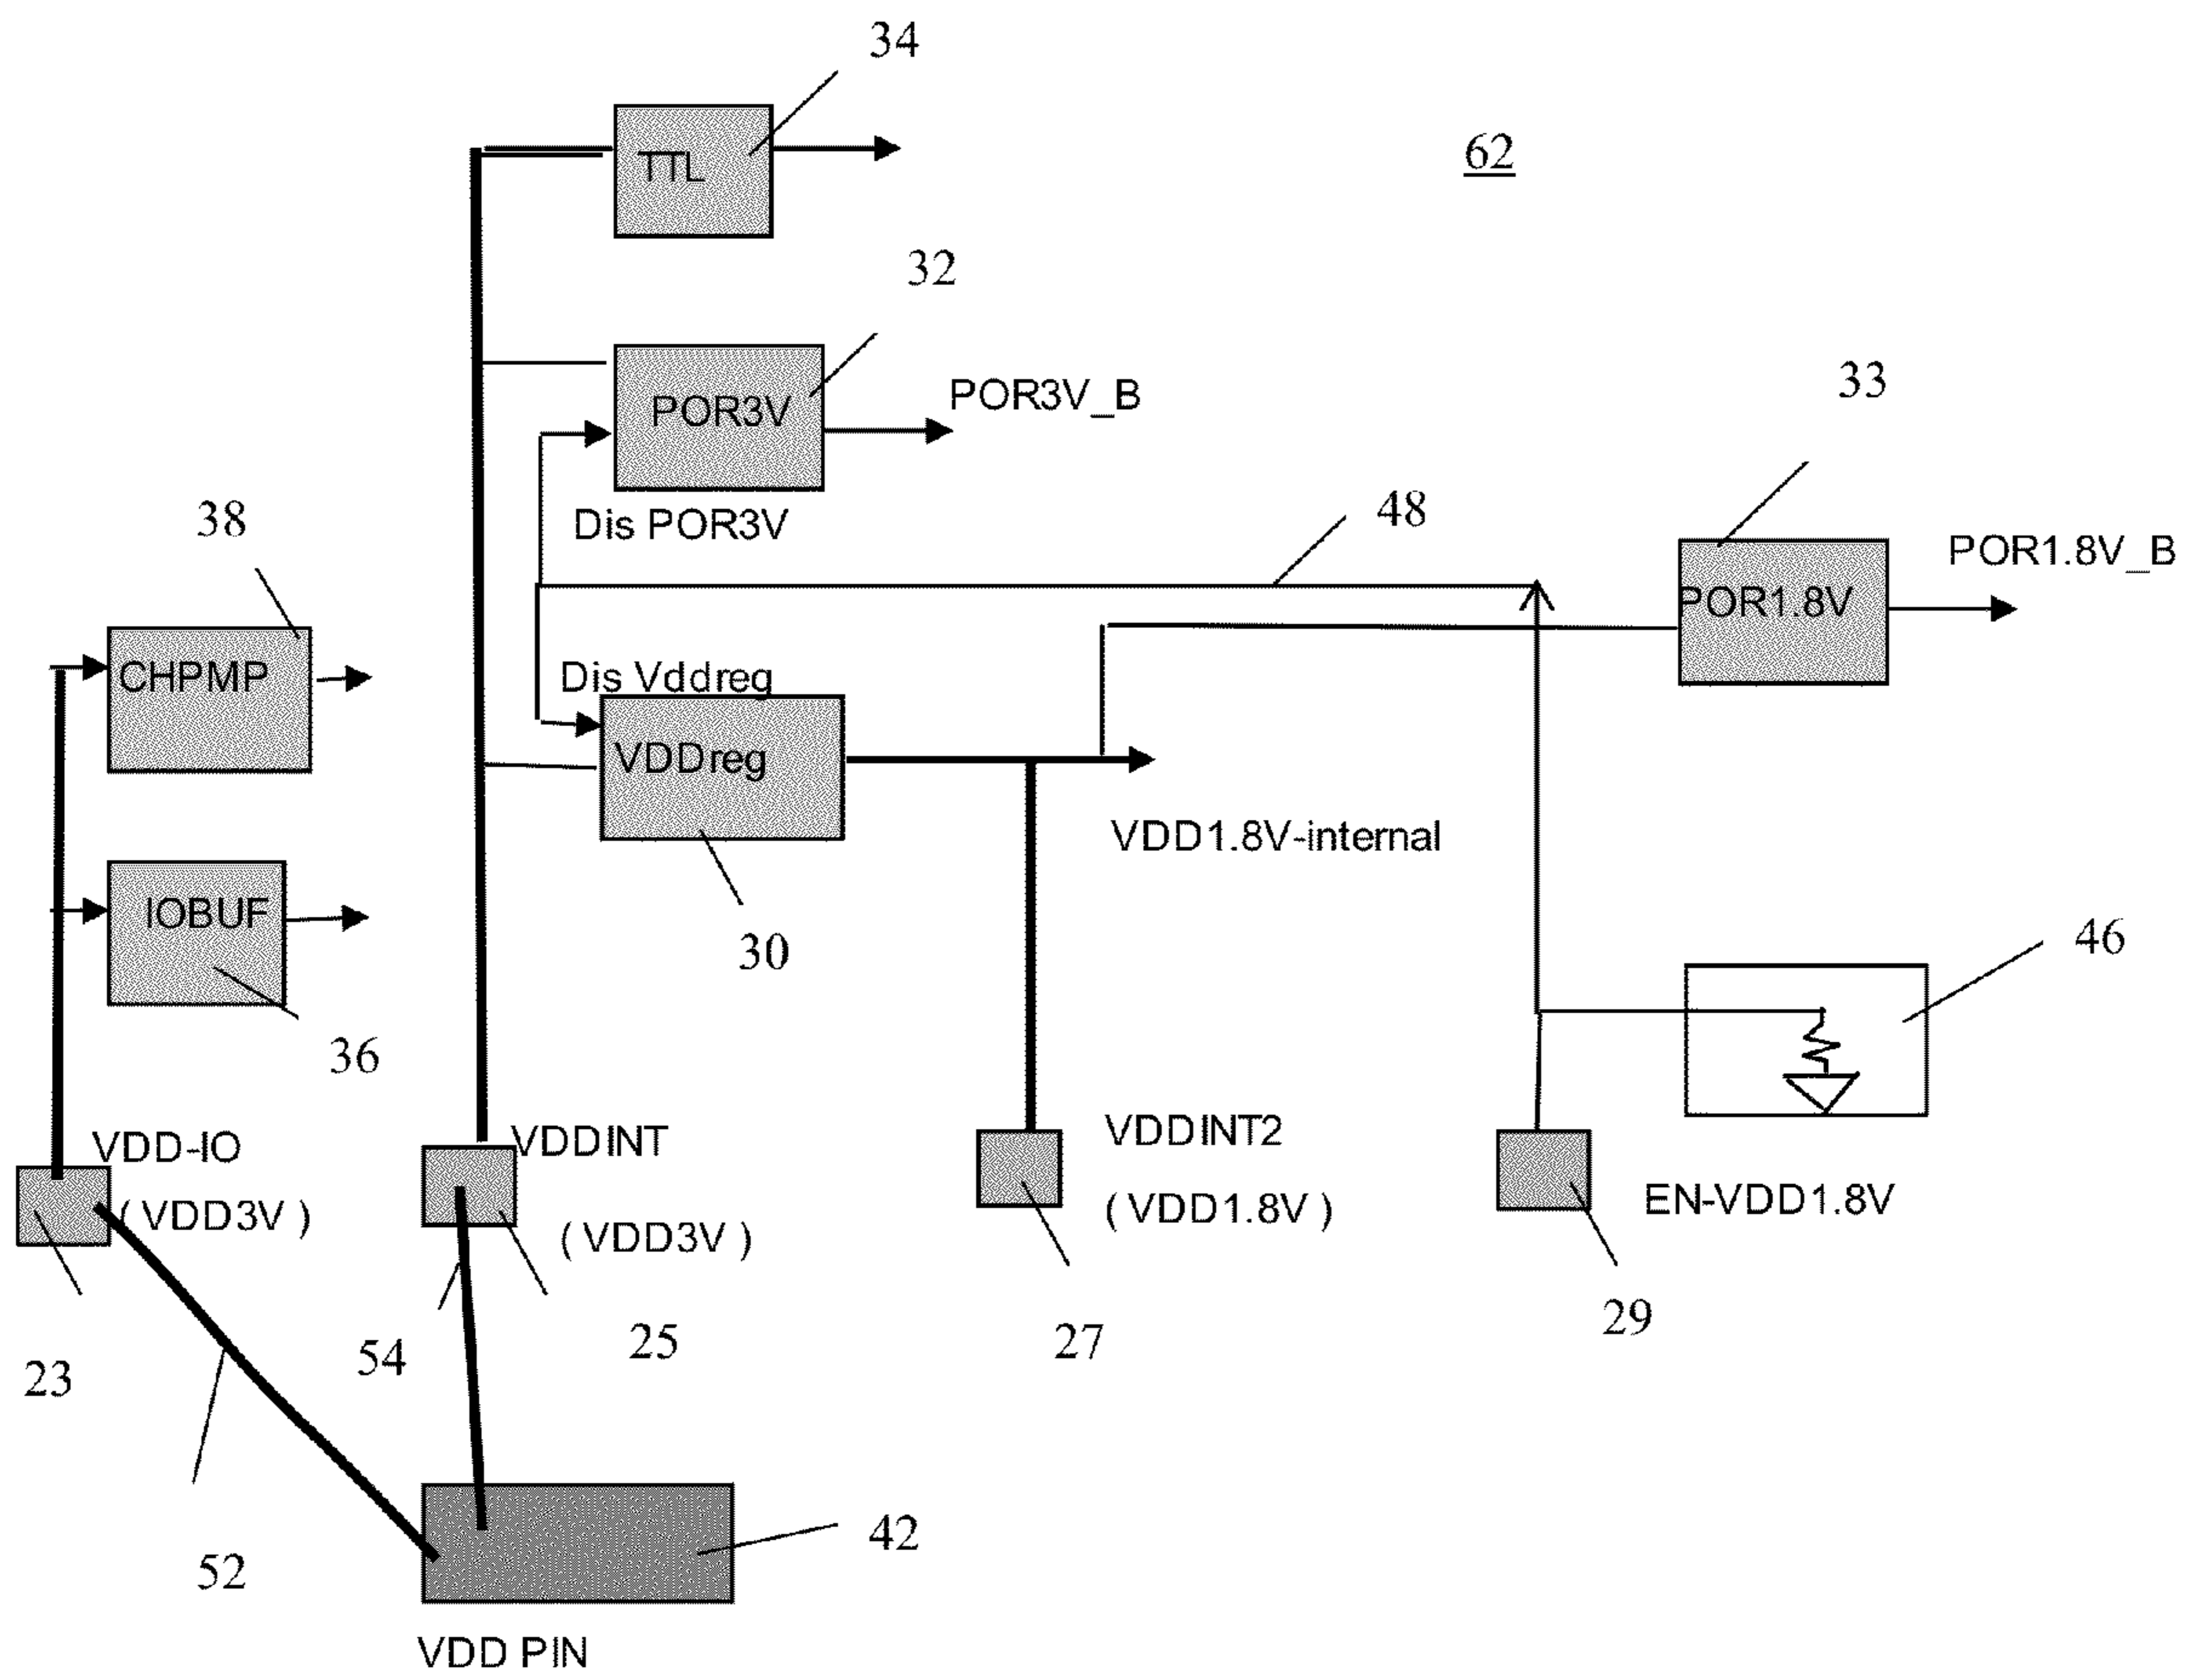 34
TTL
62
32
POR3V
POR3V_B
33
38
Dis POR3V
48
POR1.8V_B
POR1.8V
CHPMP
Dis Vddreg
VDDreg
VDD1.8V-internal
IOBUF
30
46
36
VDD-IO
( VDD3V )
VDDINT
( VDD3V )
VDDINT2
( VDD1.8V )
EN-VDD1.8V
23
54
25
27
29
52
42
VDD PIN